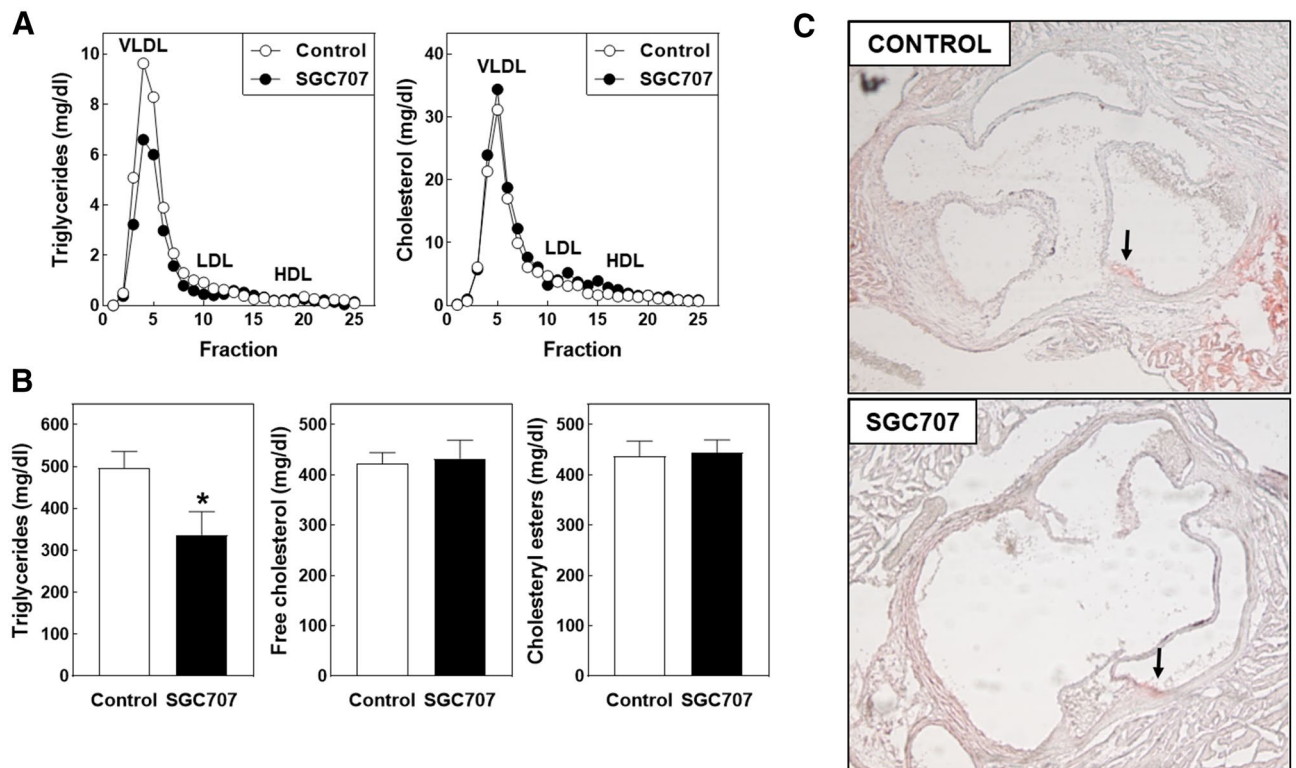 A
Triglycerides (mg/dl)
10
8
6
4
2
0
VLDL
LDL
HDL
Control
SGC707
0 5 10 15 20 25
Fraction
Cholesterol (mg/dl)
40
30
20
10
0
VLDL
LDL
HDL
Control
SGC707
0 5 10 15 20 25
Fraction
B
Triglycerides (mg/dl)
600
500
400
300
200
100
0
*
Control SGC707
Free cholesterol (mg/dl)
500
400
300
200
100
0
Control SGC707
Cholesteryl esters (mg/dl)
500
400
300
200
100
0
Control SGC707
C
CONTROL
SGC707